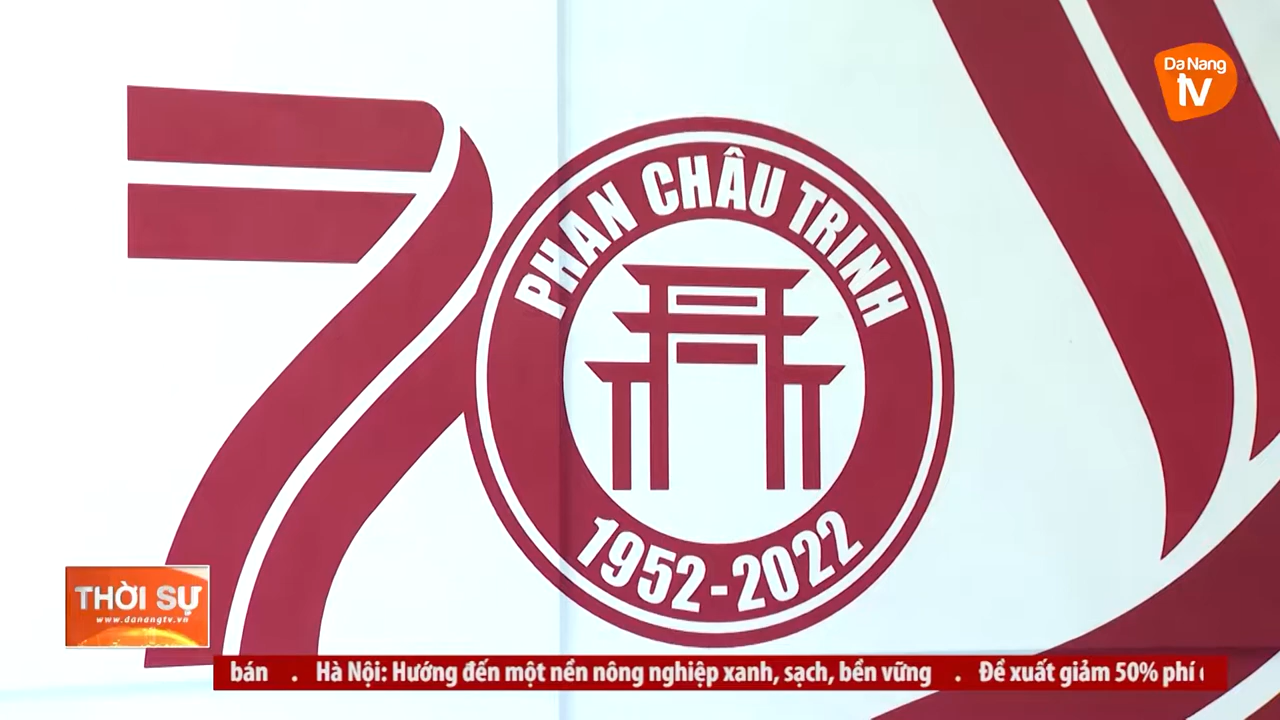 Da Nang
tv
70
PHAN CHÂU TRINH
1952-2022
THỜI SỰ
www.danangtv.vn
bán . Hà Nội: Hướng đến một nền nông nghiệp xanh, sạch, bền vững . Đề xuất giảm 50% phí